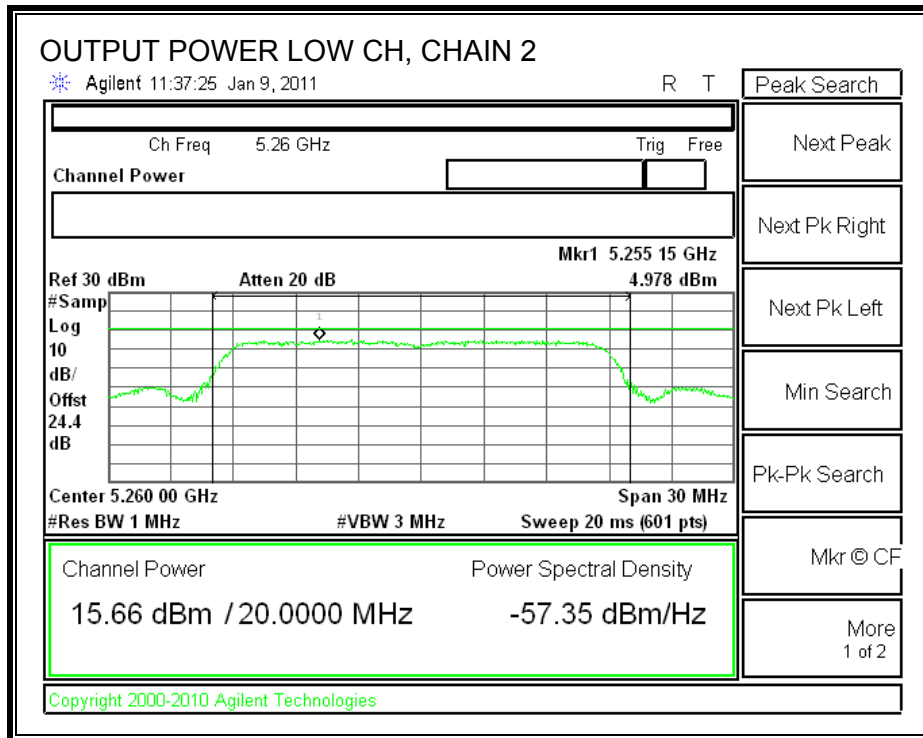 OUTPUT POWER LOW CH, CHAIN 2
Agilent 11:37:25 Jan 9, 2011 R T
Ch Freq 5.26 GHz Trig Free
Channel Power
Mkr1 5.255 15 GHz
Ref 30 dBm Atten 20 dB 4.978 dBm
#Samp
Log
10
dB/
Offst
24.4
dB
1
Center 5.260 00 GHz Span 30 MHz
#Res BW 1 MHz #VBW 3 MHz Sweep 20 ms (601 pts)
Channel Power Power Spectral Density
15.66 dBm / 20.0000 MHz -57.35 dBm/Hz
Copyright 2000-2010 Agilent Technologies
Peak Search
Next Peak
Next Pk Right
Next Pk Left
Min Search
Pk-Pk Search
Mkr © CF
More
1 of 2